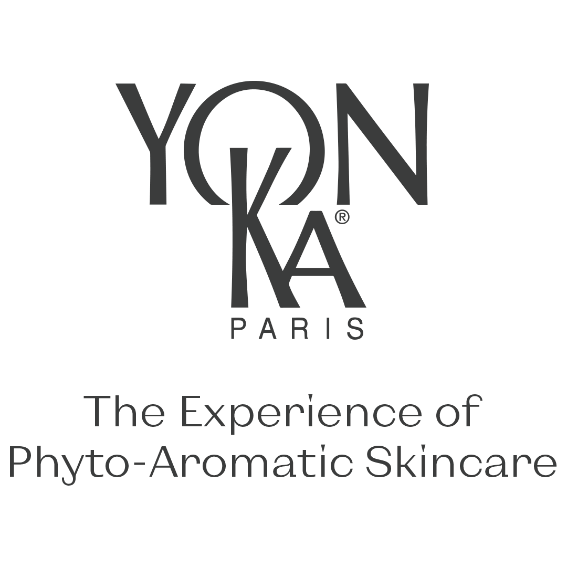 YON
KA®
PARIS
The Experience of
Phyto-Aromatic Skincare